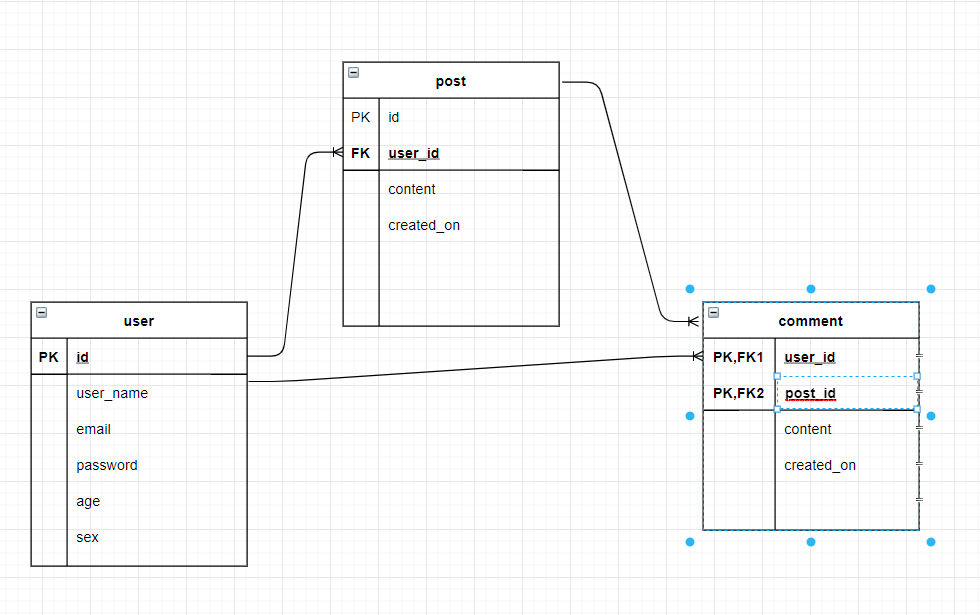 post
PK id
FK user_id
content
created_on
user
PK id
user_name
email
password
age
sex
comment
PK,FK1 user_id
PK,FK2 post_id
content
created_on